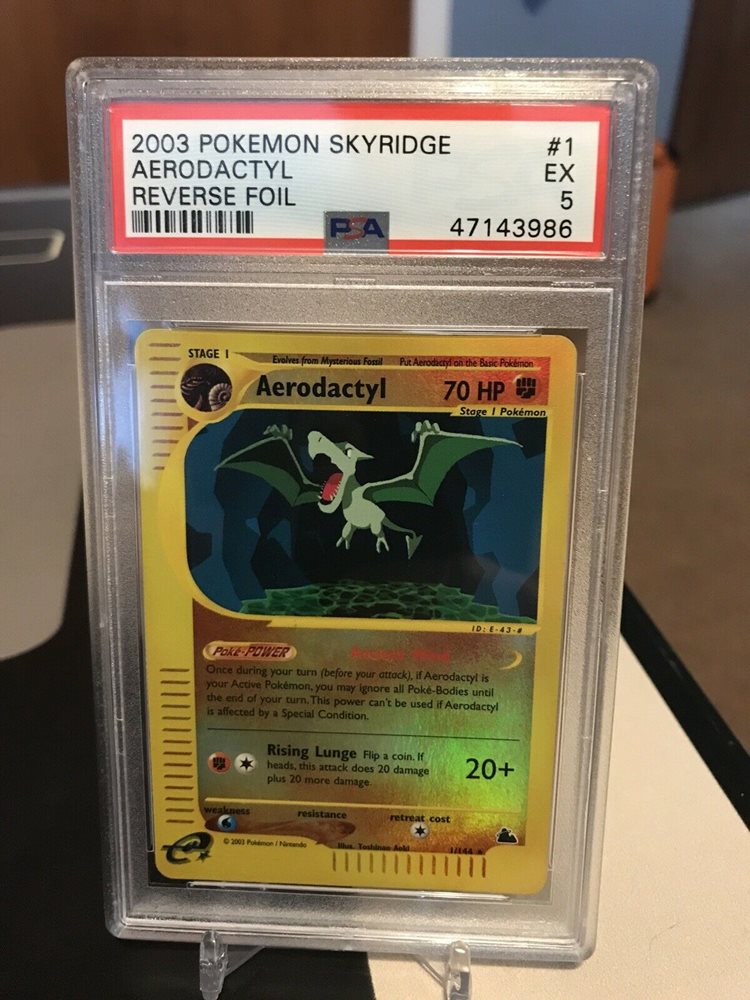 2003 POKEMON SKYRIDGE #1
AERODACTYL EX
REVERSE FOIL 5
PSA 47143986
STAGE 1
Evolves from Mysterious Fossil Put Aerodactyl on the Basic Pokémon
Aerodactyl 70 HP
Stage 1 Pokémon
ID: E-43-#
Poké-POWER
Once during your turn (before your attack), if Aerodactyl is
your Active Pokémon, you may ignore all Poké-Bodies until
the end of your turn. This power can't be used if Aerodactyl
is affected by a Special Condition.
Rising Lunge Flip a coin. If
heads, this attack does 20 damage
plus 20 more damage.
20+
weakness resistance retreat cost
e
© 2003 Pokémon / Nintendo Illus. Toshinao Aoki 1/144 ★